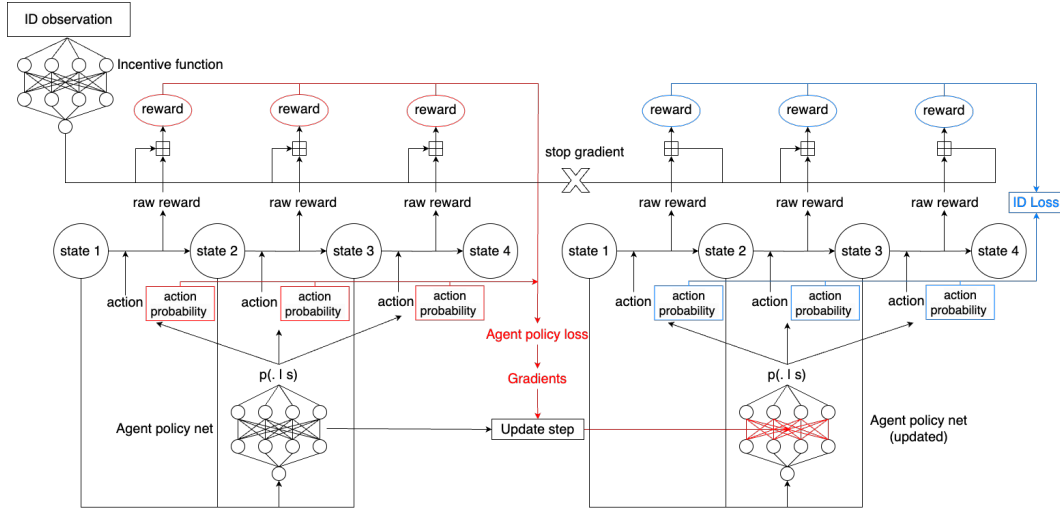 ID observation
Incentive function
reward
reward
reward
reward
reward
reward
stop gradient
raw reward
raw reward
raw reward
raw reward
raw reward
raw reward
ID Loss
state 1
state 2
state 3
state 4
state 1
state 2
state 3
state 4
action
action
probability
action
action
probability
action
action
probability
action
action
probability
action
action
probability
action
action
probability
Agent policy loss
Gradients
p(. | s)
p(. | s)
Agent policy net
Update step
Agent policy net
(updated)